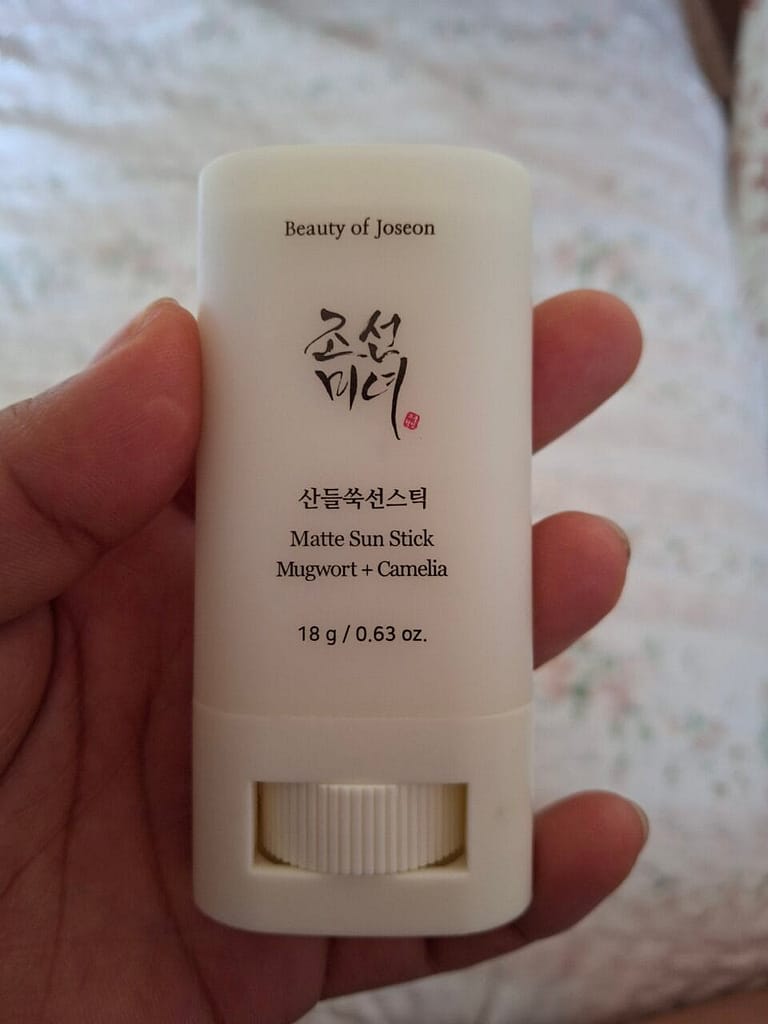 Beauty of Joseon
조선
미녀
산들쑥선스틱
Matte Sun Stick
Mugwort + Camelia
18 g / 0.63 oz.